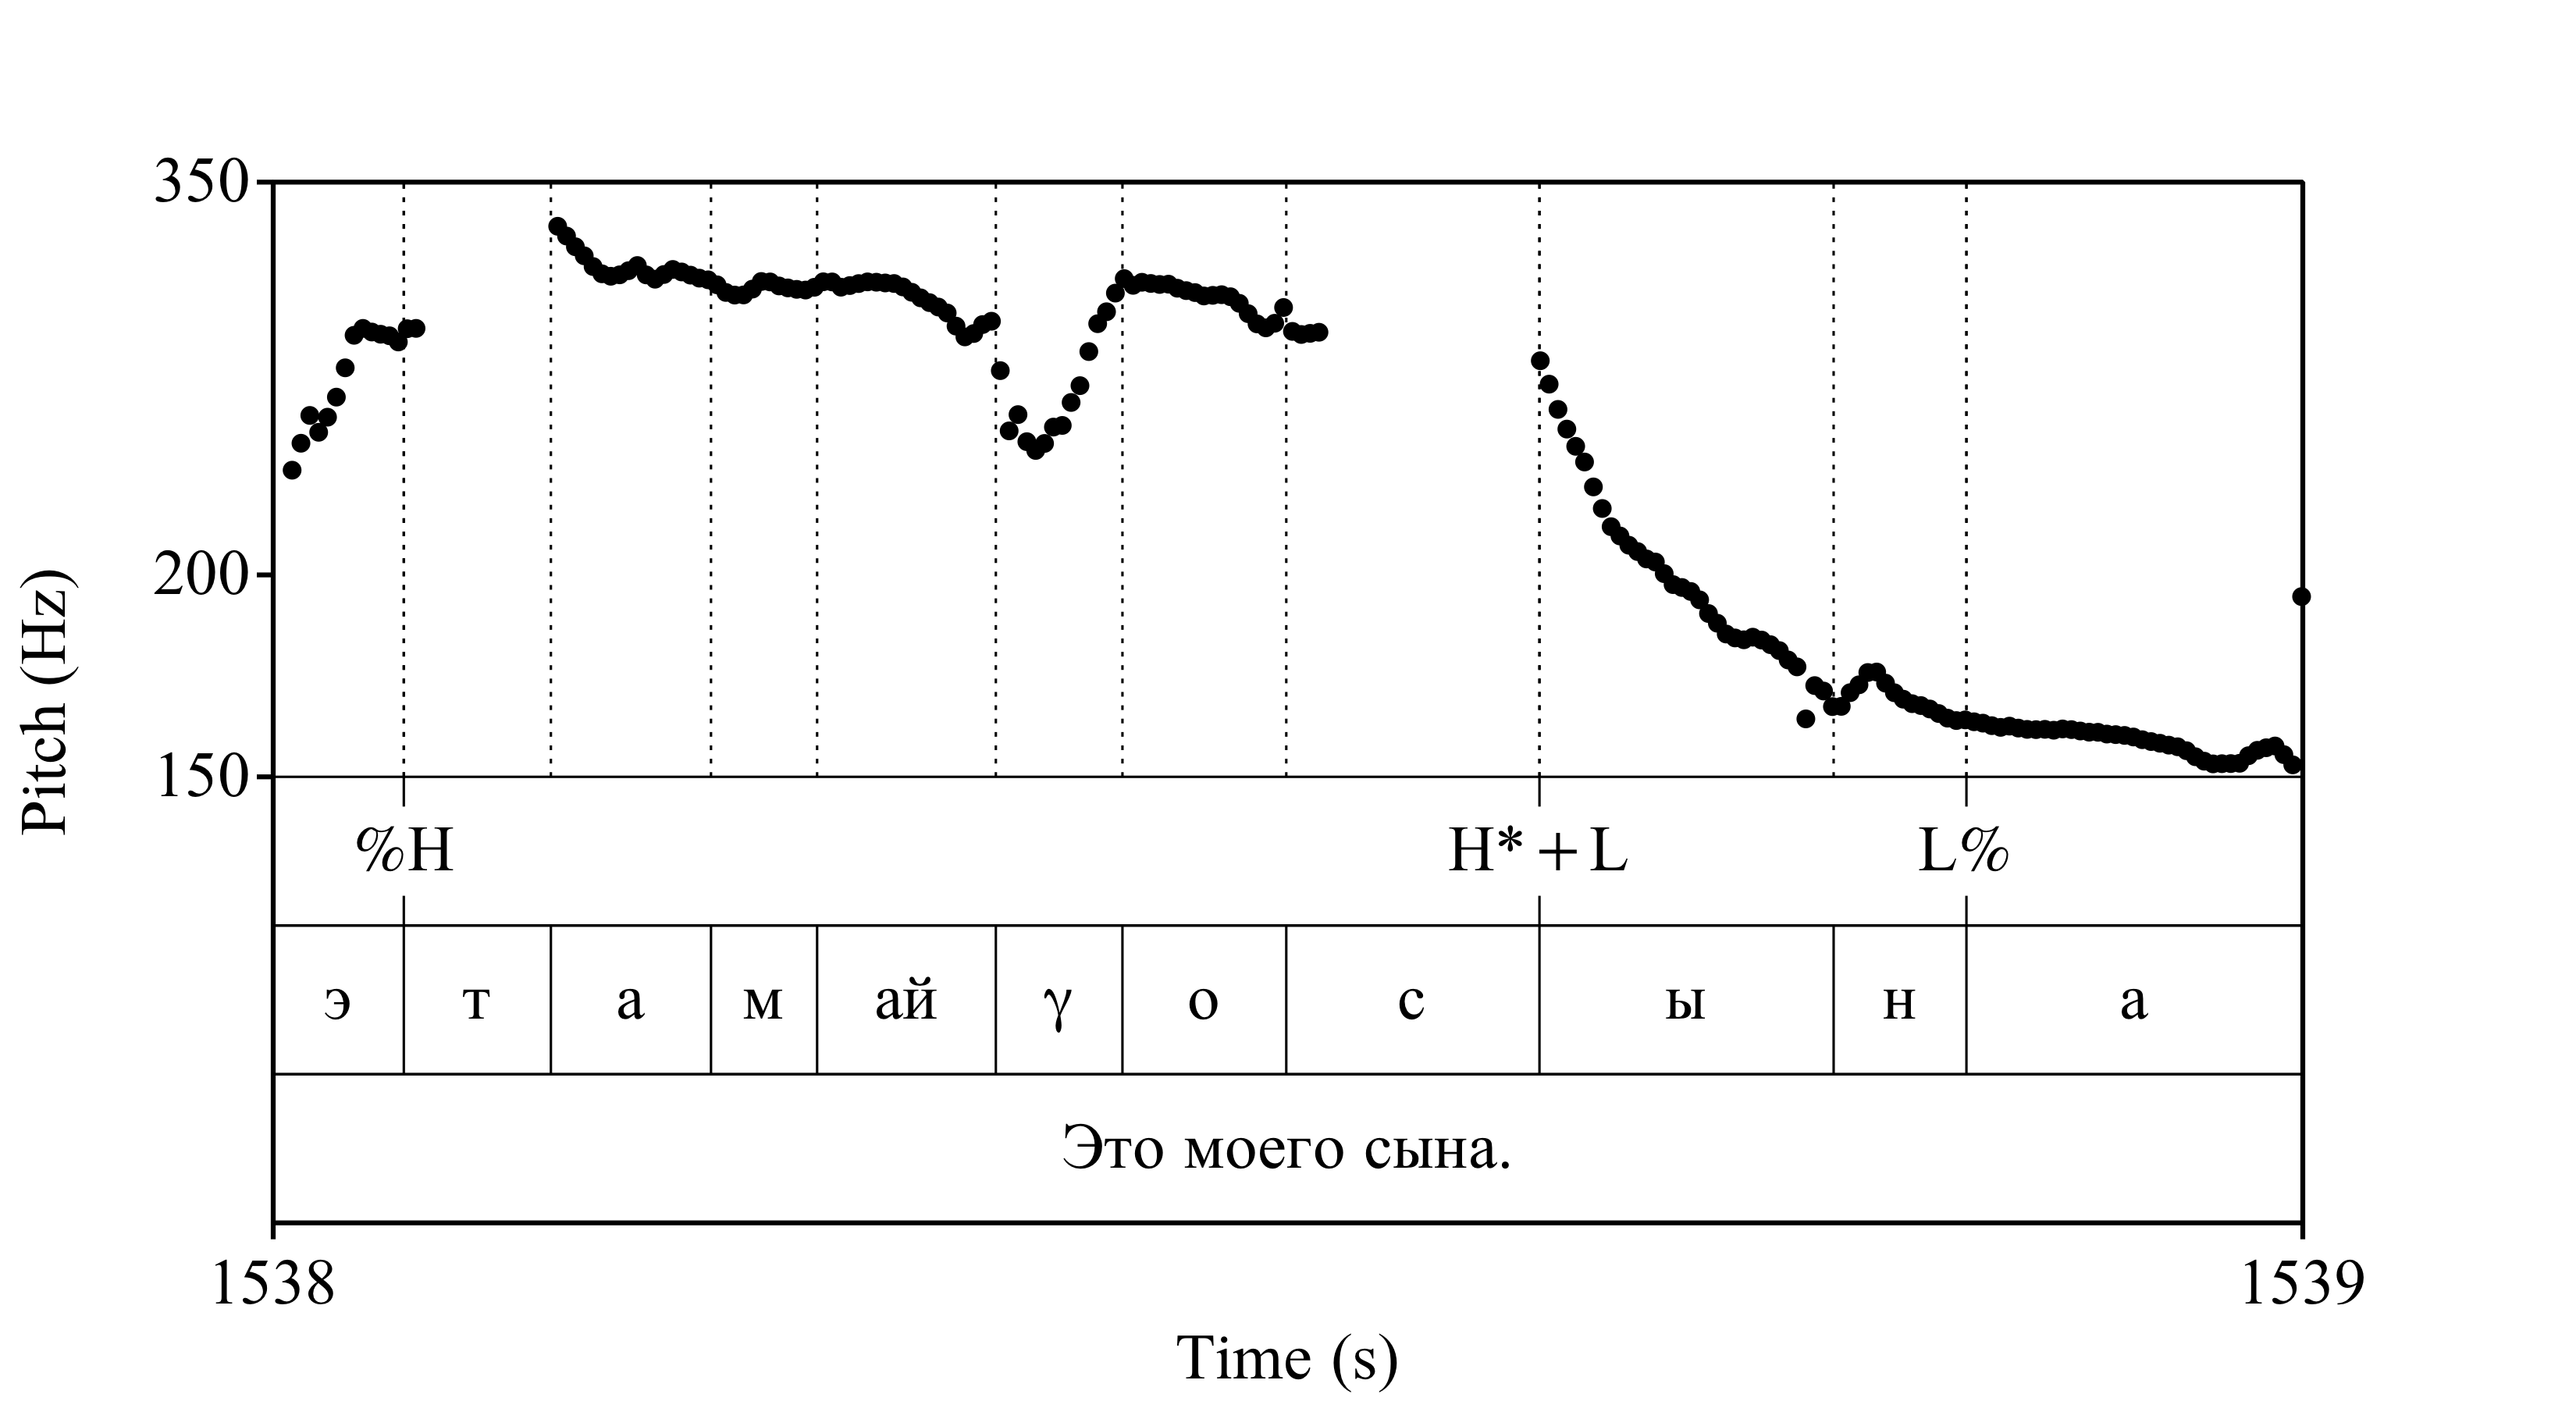 350
200
150
Pitch (Hz)
%H H*+L L%
э т а м ай γ о с ы н а
Это моего сына.
1538 1539
Time (s)